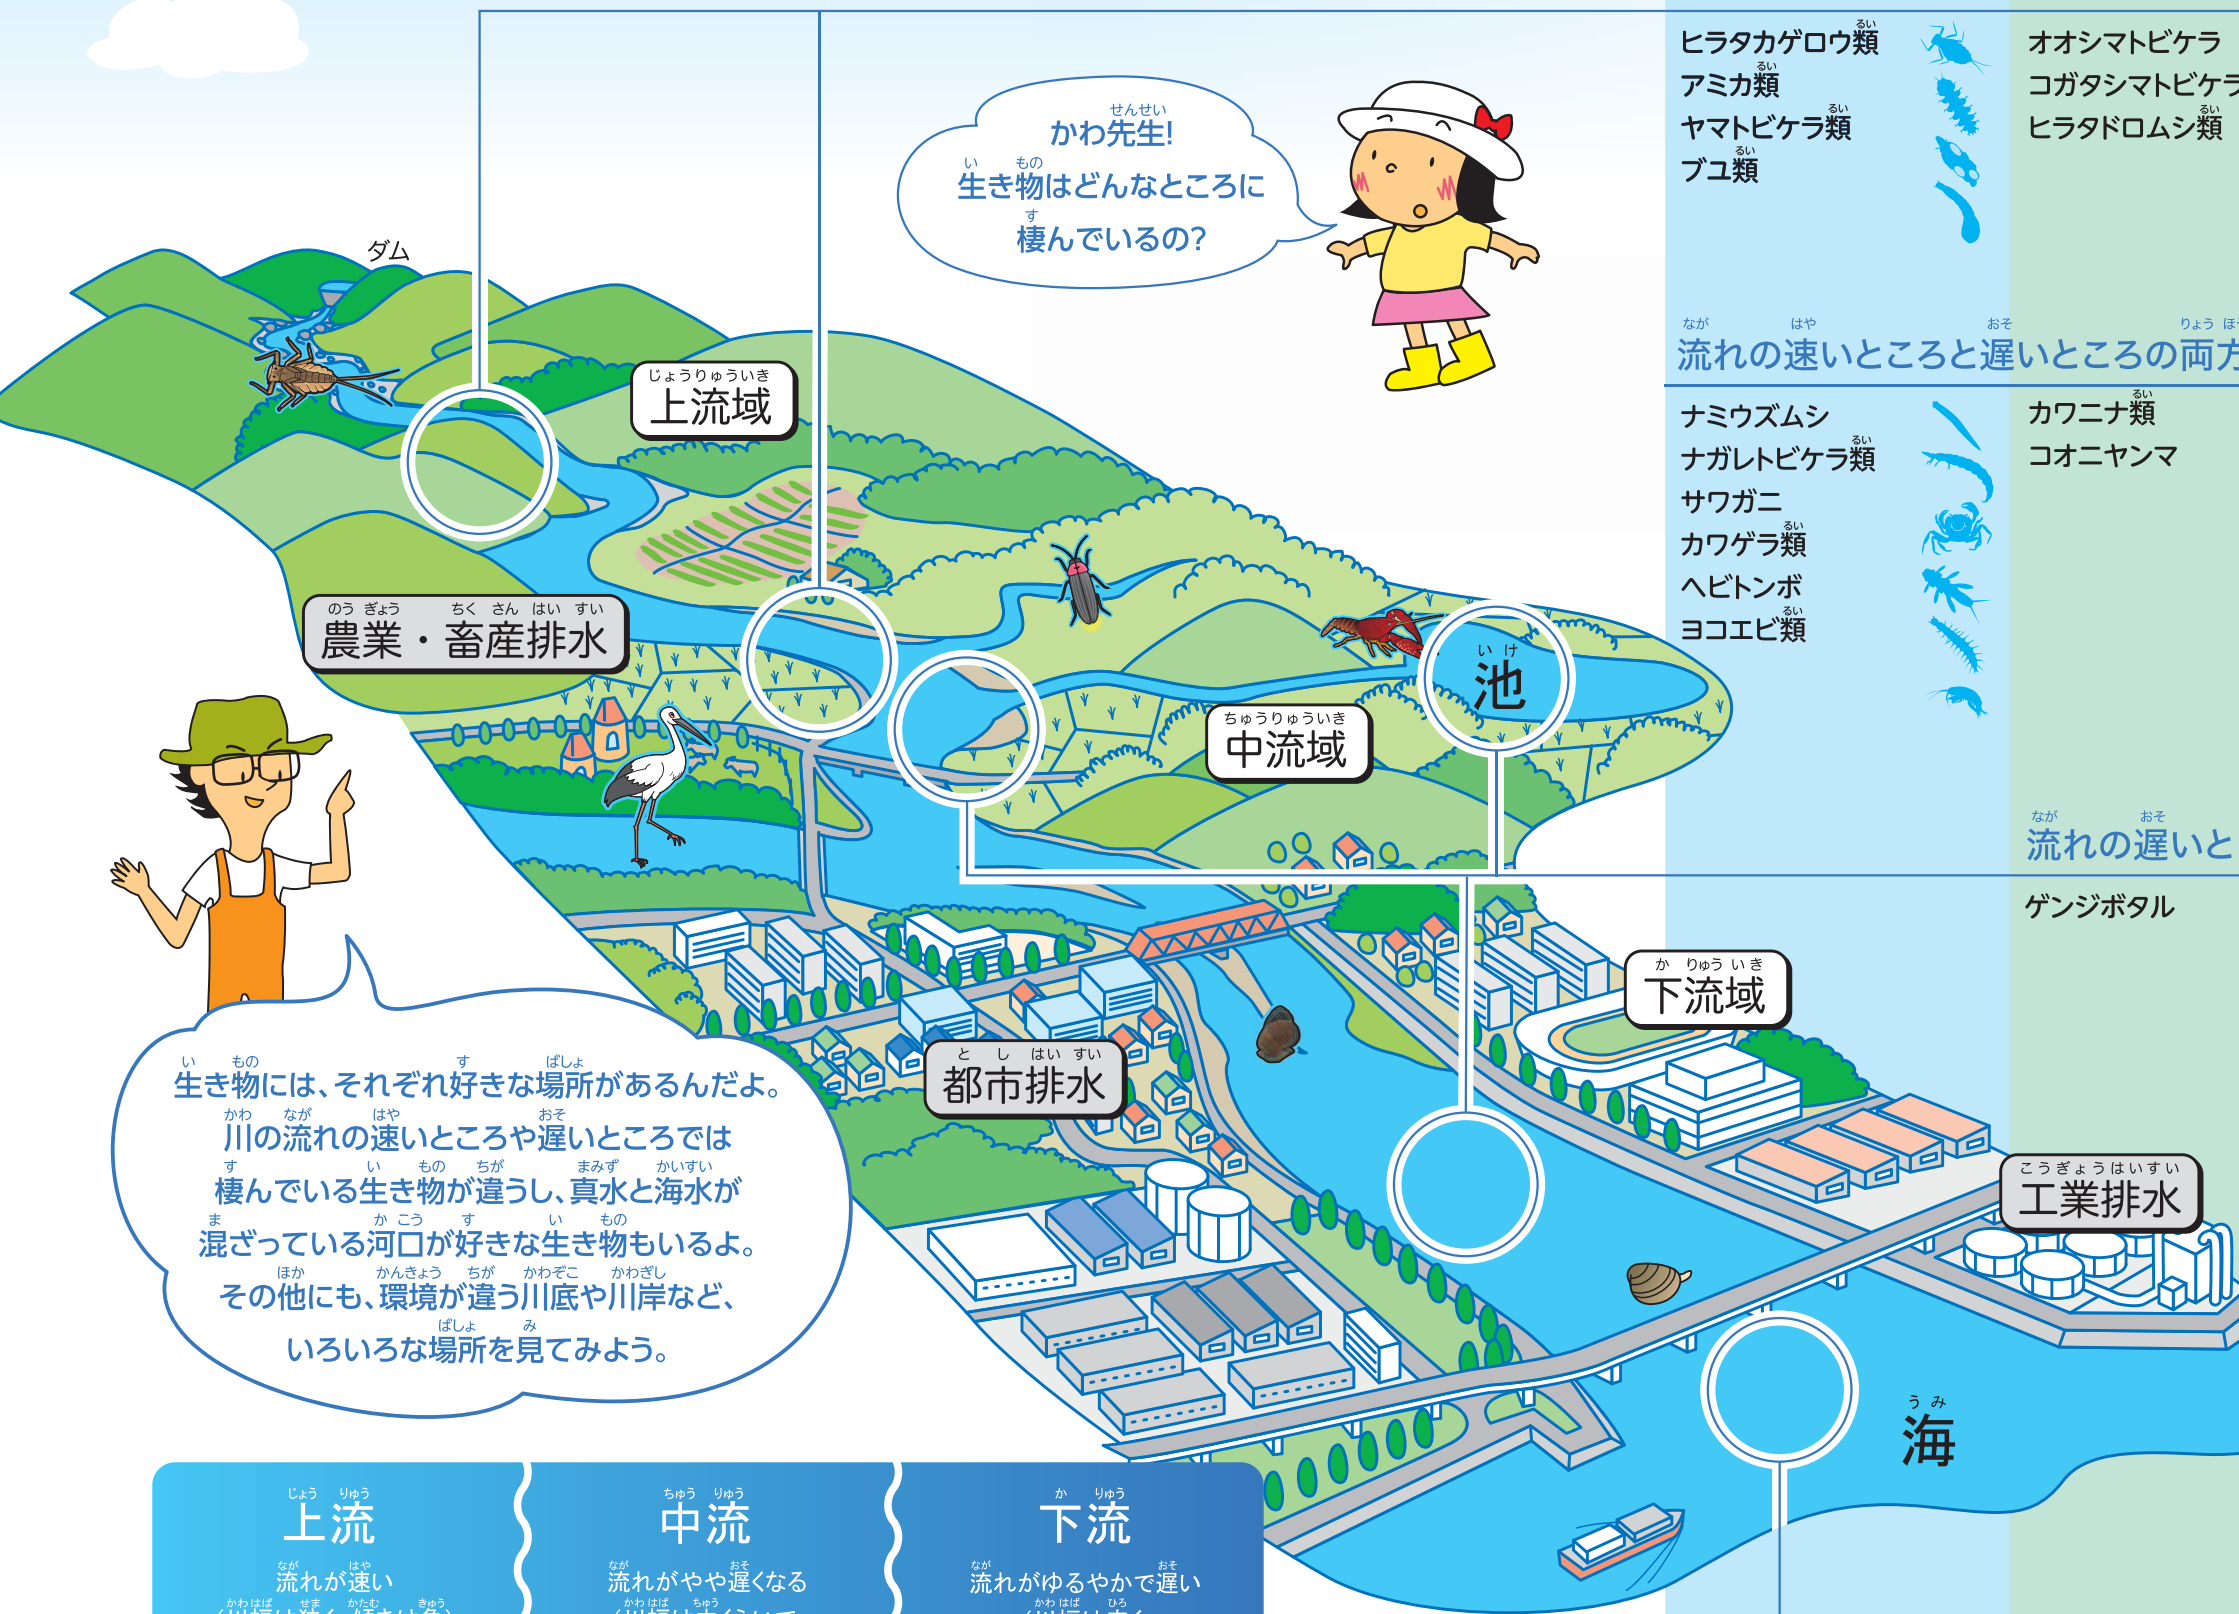 ダム
かわ先生!
生き物はどんなところに
棲んでいるの?
上流域
農業・畜産排水
中流域
池
下流域
都市排水
工業排水
海
生き物には、それぞれ好きな場所があるんだよ。
川の流れの速いところや遅いところでは
棲んでいる生き物が違うし、真水と海水が
混ざっている河口が好きな生き物もいるよ。
その他にも、環境が違う川底や川岸など、
いろいろな場所を見てみよう。
上流
流れが速い
中流
流れがやや遅くなる
下流
流れがゆるやかで遅い
ヒラタカゲロウ類
アミカ類
ヤマトビケラ類
ブユ類
オオシマトビケラ
コガタシマトビケラ
ヒラタドロムシ類
流れの速いところと遅いところの両方
ナミウズムシ
ナガレトビケラ類
サワガニ
カワゲラ類
ヘビトンボ
ヨコエビ類
カワニナ類
コオニヤンマ
流れの遅いと
ゲンジボタル